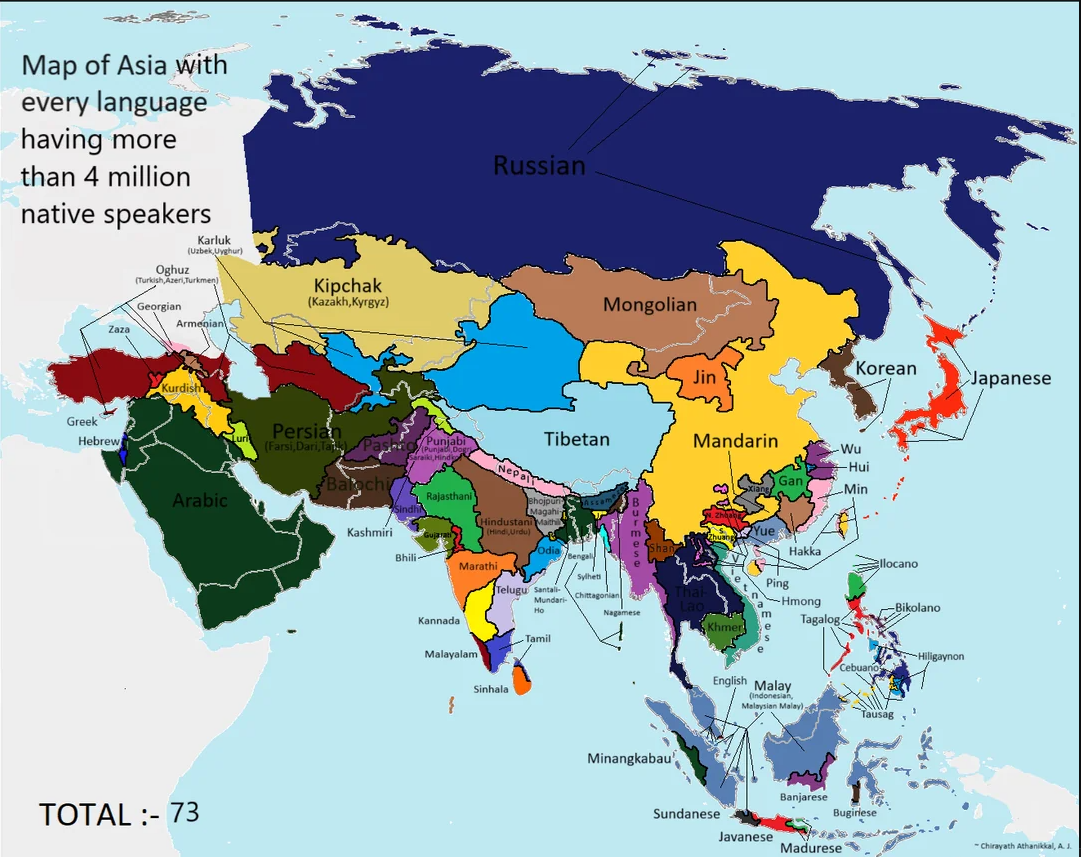 Map of Asia with
every language
having more
than 4 million
native speakers
Russian
Karluk
(Uzbek,Uyghur)
Oghuz
(Turkish,Azeri,Turkmen)
Georgian
Zaza
Armenian
Kipchak
(Kazakh,Kyrgyz)
Mongolian
Jin
Korean
Japanese
Kurdish
Greek
Hebrew
Luri
Persian
(Farsi,Dari,Tajik)
Pashto
Punjabi
(Punjabi,Dogri
Saraiki,Hindko)
Tibetan
Mandarin
Wu
Hui
Min
Gan
Xiang
Arabic
Balochi
Sindhi
Kashmiri
Rajasthani
Nepali
Hindustani
(Hindi,Urdu)
Bhojpuri
Magahi
Maithili
Assamese
Burmese
N. Zhuang
S. Zhuang
Yue
Hakka
Gujarati
Bhili
Marathi
Odia
Bengali
Shan
Ping
Hmong
Vietnamese
Thai-
Lao
Khmer
Telugu
Santali-
Mundari-
Ho
Sylheti
Chittagonian
Nagamese
Kannada
Malayalam
Tamil
Sinhala
Illocano
Bikolano
Tagalog
Hiligaynon
Cebuano
Tausag
English
Malay
(Indonesian,
Malaysian Malay)
Minangkabau
Banjarese
Buginese
Sundanese
Javanese
Madurese
TOTAL :- 73
~ Chirayath Athanikkal, A. J.